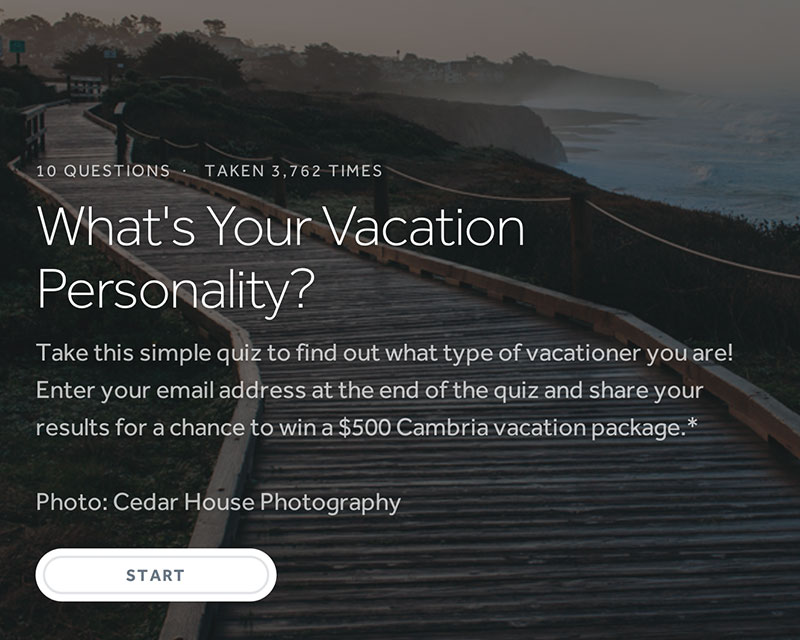 10 QUESTIONS · TAKEN 3,762 TIMES
What's Your Vacation
Personality?
Take this simple quiz to find out what type of vacationer you are!
Enter your email address at the end of the quiz and share your
results for a chance to win a $500 Cambria vacation package.*
Photo: Cedar House Photography
START